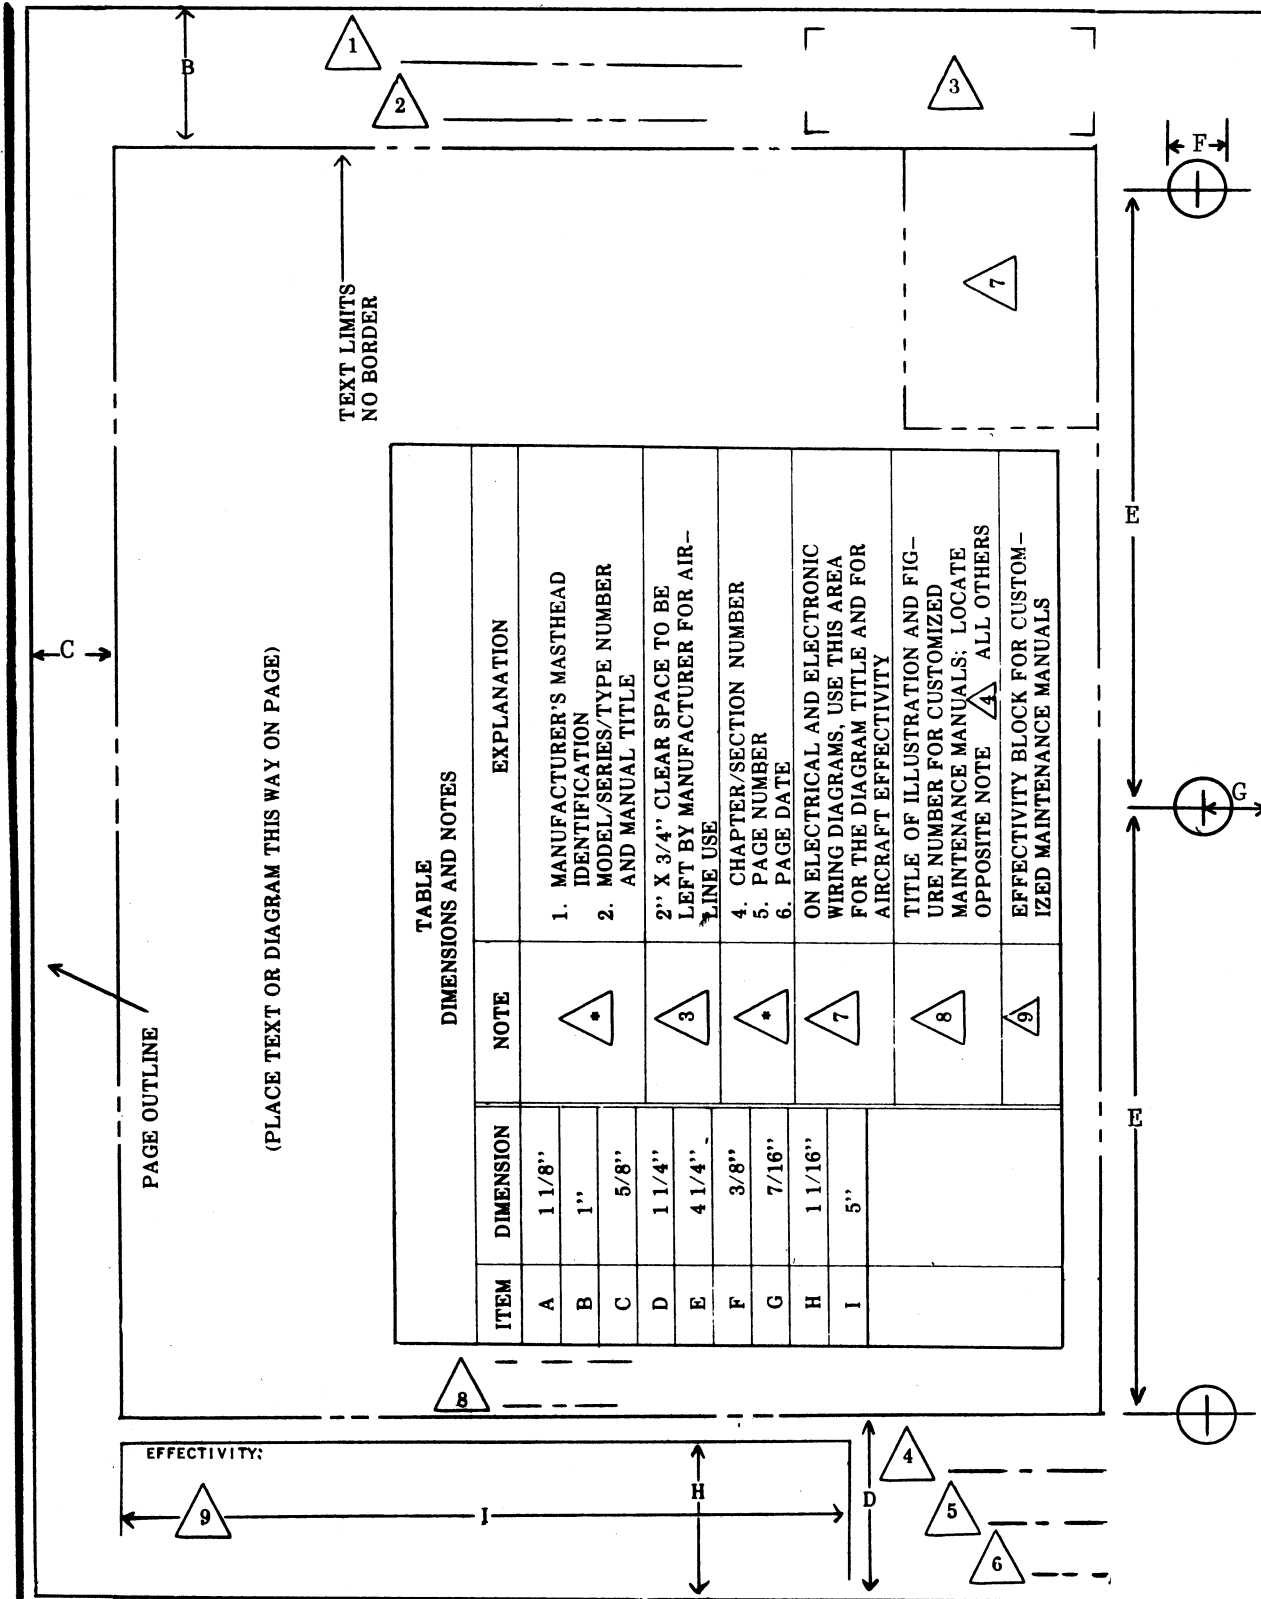 B
1
2
3
F
TEXT LIMITS
NO BORDER
7
E
C
G
E
PAGE OUTLINE
(PLACE TEXT OR DIAGRAM THIS WAY ON PAGE)
TABLE
DIMENSIONS AND NOTES
ITEM DIMENSION NOTE EXPLANATION
A 1 1/8''
B 1''
C 5/8''
D 1 1/4''
E 4 1/4''
F 3/8''
G 7/16''
H 1 1/16''
I 5''
*
1. MANUFACTURER'S MASTHEAD
IDENTIFICATION
2. MODEL/SERIES/TYPE NUMBER
AND MANUAL TITLE
3
2'' X 3/4'' CLEAR SPACE TO BE
LEFT BY MANUFACTURER FOR AIR-
LINE USE
*
4. CHAPTER/SECTION NUMBER
5. PAGE NUMBER
6. PAGE DATE
7
ON ELECTRICAL AND ELECTRONIC
WIRING DIAGRAMS, USE THIS AREA
FOR THE DIAGRAM TITLE AND FOR
AIRCRAFT EFFECTIVITY
8
TITLE OF ILLUSTRATION AND FIG-
URE NUMBER FOR CUSTOMIZED
MAINTENANCE MANUALS; LOCATE
OPPOSITE NOTE 4 ALL OTHERS
9
EFFECTIVITY BLOCK FOR CUSTOM-
IZED MAINTENANCE MANUALS
8
EFFECTIVITY:
9
I
H
D
4
5
6